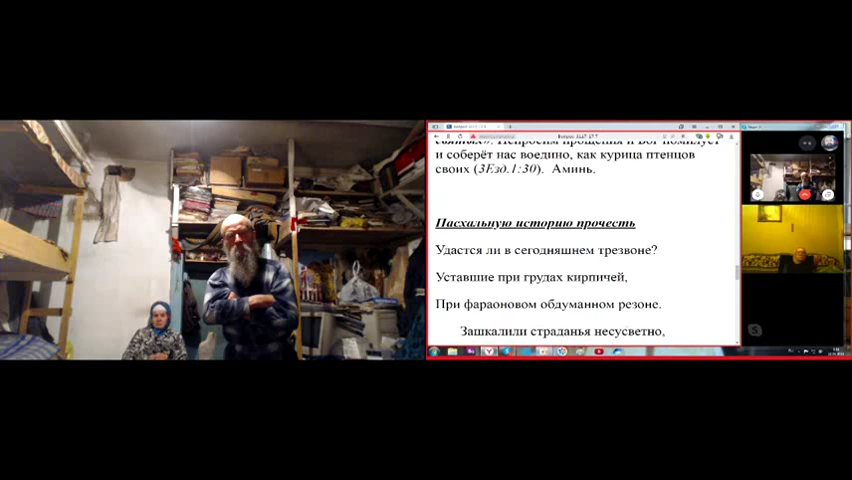 и соберёт нас воедино, как курица птенцов
своих (3Езд.1:30). Аминь.
Пасхальную историю прочесть
Удастся ли в сегодняшнем трезвоне?
Уставшие при грудах кирпичей,
При фараоновом обдуманном резоне.
Зашкалили страданья несусветно,